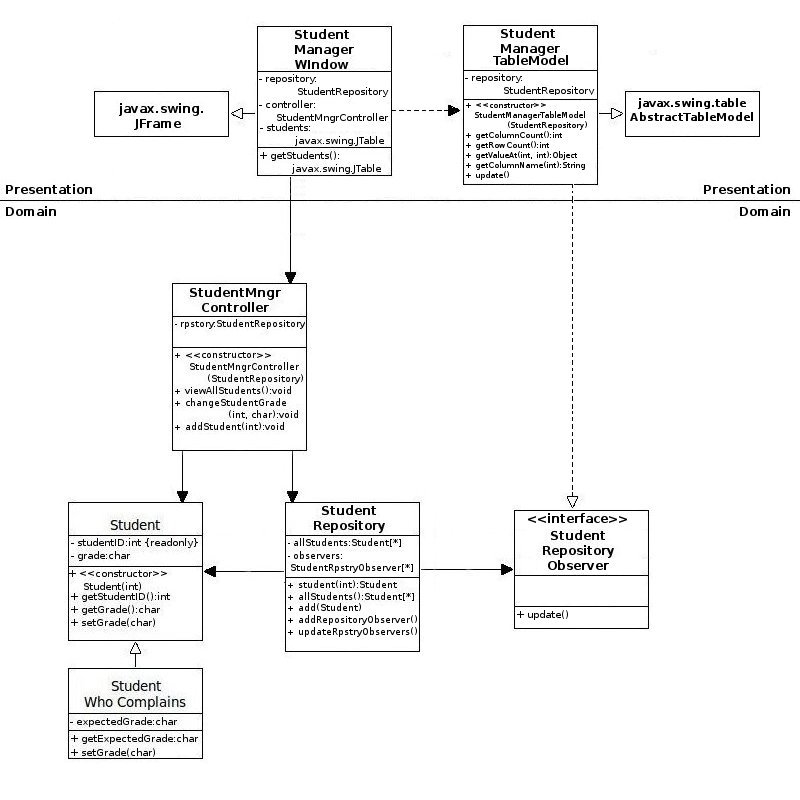 Student
Manager
WIndow
- repository:
StudentRepository
- controller:
StudentMngrController
- students:
javax.swing.JTable
+ getStudents():
javax.swing.JTable
Student
Manager
TableModel
- repository:
StudentRepository
+ <<constructor>>
StudentManagerTableModel
(StudentRepository)
+ getColumnCount():int
+ getRowCount():int
+ getValueAt(int, int):Object
+ getColumnName(int):String
+ update()
javax.swing.
JFrame
javax.swing.table
AbstractTableModel
Presentation
Presentation
Domain
Domain
StudentMngr
Controller
- rpstory:StudentRepository
+ <<constructor>>
StudentMngrController
(StudentRepository)
+ viewAllStudents():void
+ changeStudentGrade
(int, char):void
+ addStudent(int):void
Student
- studentID:int {readonly}
- grade:char
+ <<constructor>>
Student(int)
+ getStudentID():int
+ getGrade():char
+ setGrade(char)
Student
Repository
- allStudents:Student[*]
- observers:
StudentRpstryObserver[*]
+ student(int):Student
+ allStudents():Student[*]
+ add(Student)
+ addRepositoryObserver()
+ updateRpstryObservers()
<<interface>>
Student
Repository
Observer
+ update()
Student
Who Complains
- expectedGrade:char
+ getExpectedGrade:char
+ setGrade(char)